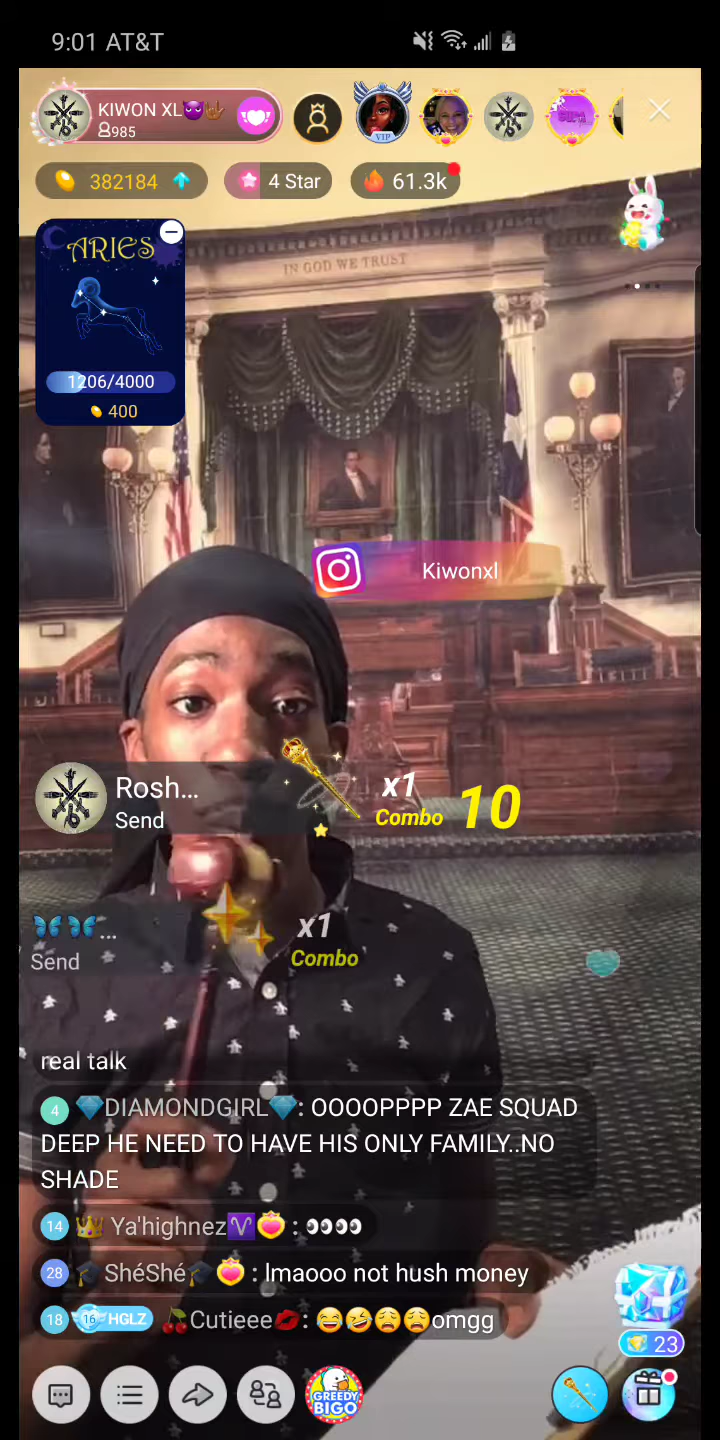 9:01 AT&T
KIWON XL😈🤟🏾
985
VIP
382184
4 Star
61.3k
ARIES
1206/4000
400
IN GOD WE TRUST
Kiwonxl
Rosh...
Send
x1
Combo
10
🦋🦋...
Send
x1
Combo
real talk
4 💎DIAMONDGIRL💎: OOOOPPPP ZAE SQUAD
DEEP HE NEED TO HAVE HIS ONLY FAMILY..NO
SHADE
14 👑 Ya'highnez♈: 👀👀👀👀
28 🎓ShéShé🎓: lmaooo not hush money
18 16 HGLZ 🍒Cutieee💋: 😂🤣😩😩omgg
23
GREEDY
BIGO